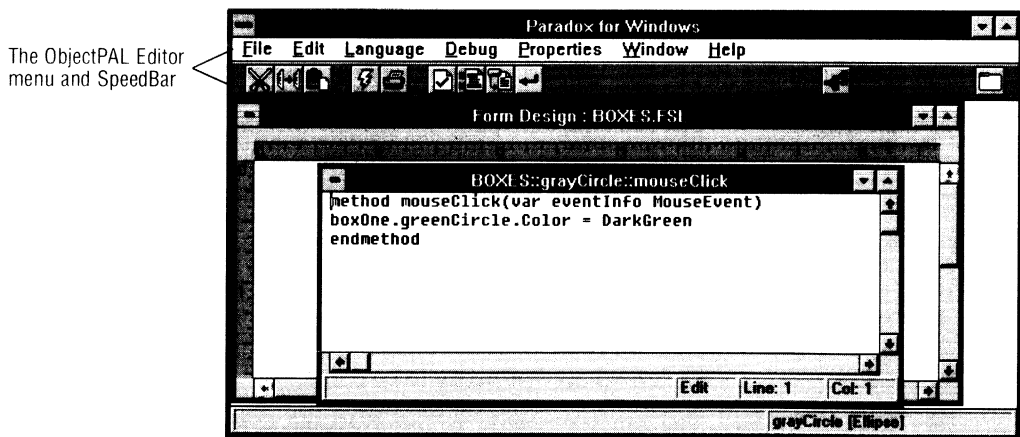 The ObjectPAL Editor
menu and SpeedBar
Paradox for Windows
File Edit Language Debug Properties Window Help
Form Design : BOXES.FSL
BOXES::grayCircle::mouseClick
method mouseClick(var eventInfo MouseEvent)
boxOne.greenCircle.Color = DarkGreen
endmethod
Edit Line: 1 Col: 1
grayCircle [Ellipse]